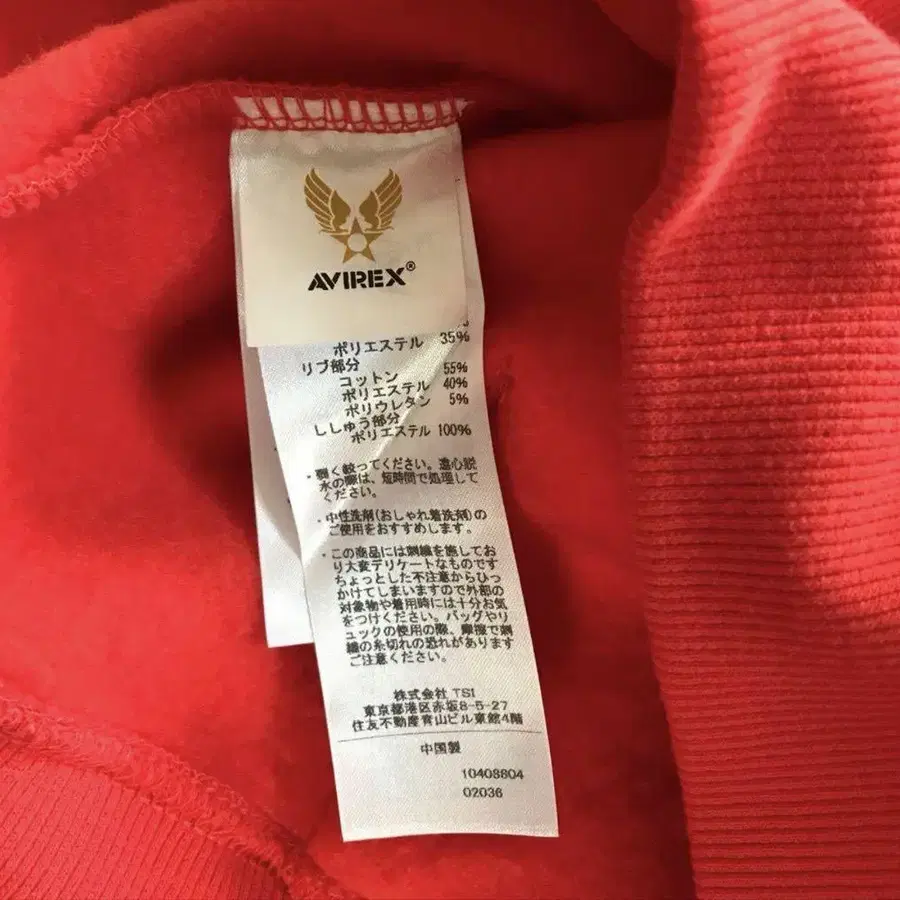 AVIREX®
ポリエステル 35%
リブ部分
コットン 55%
ポリエステル 40%
ポリウレタン 5%
ししゅう部分
ポリエステル 100%
・弱く絞ってください。遠心脱
水の際は、短時間で処理して
ください。
・中性洗剤(おしゃれ着洗剤)の
ご使用をおすすめします。
・この商品には刺繍を施してお
り大変デリケートなものです
ちょっとした不注意からひっ
かけてしまいますので外部の
対象物や着用時には十分お気
をつけください。バッグやリ
ュックの使用の際、摩擦で刺
繍の糸切れの恐れがあります
ご注意ください。
株式会社 TSI
東京都港区赤坂8-5-27
住友不動産青山ビル東館4階
中国製
10408804
02036